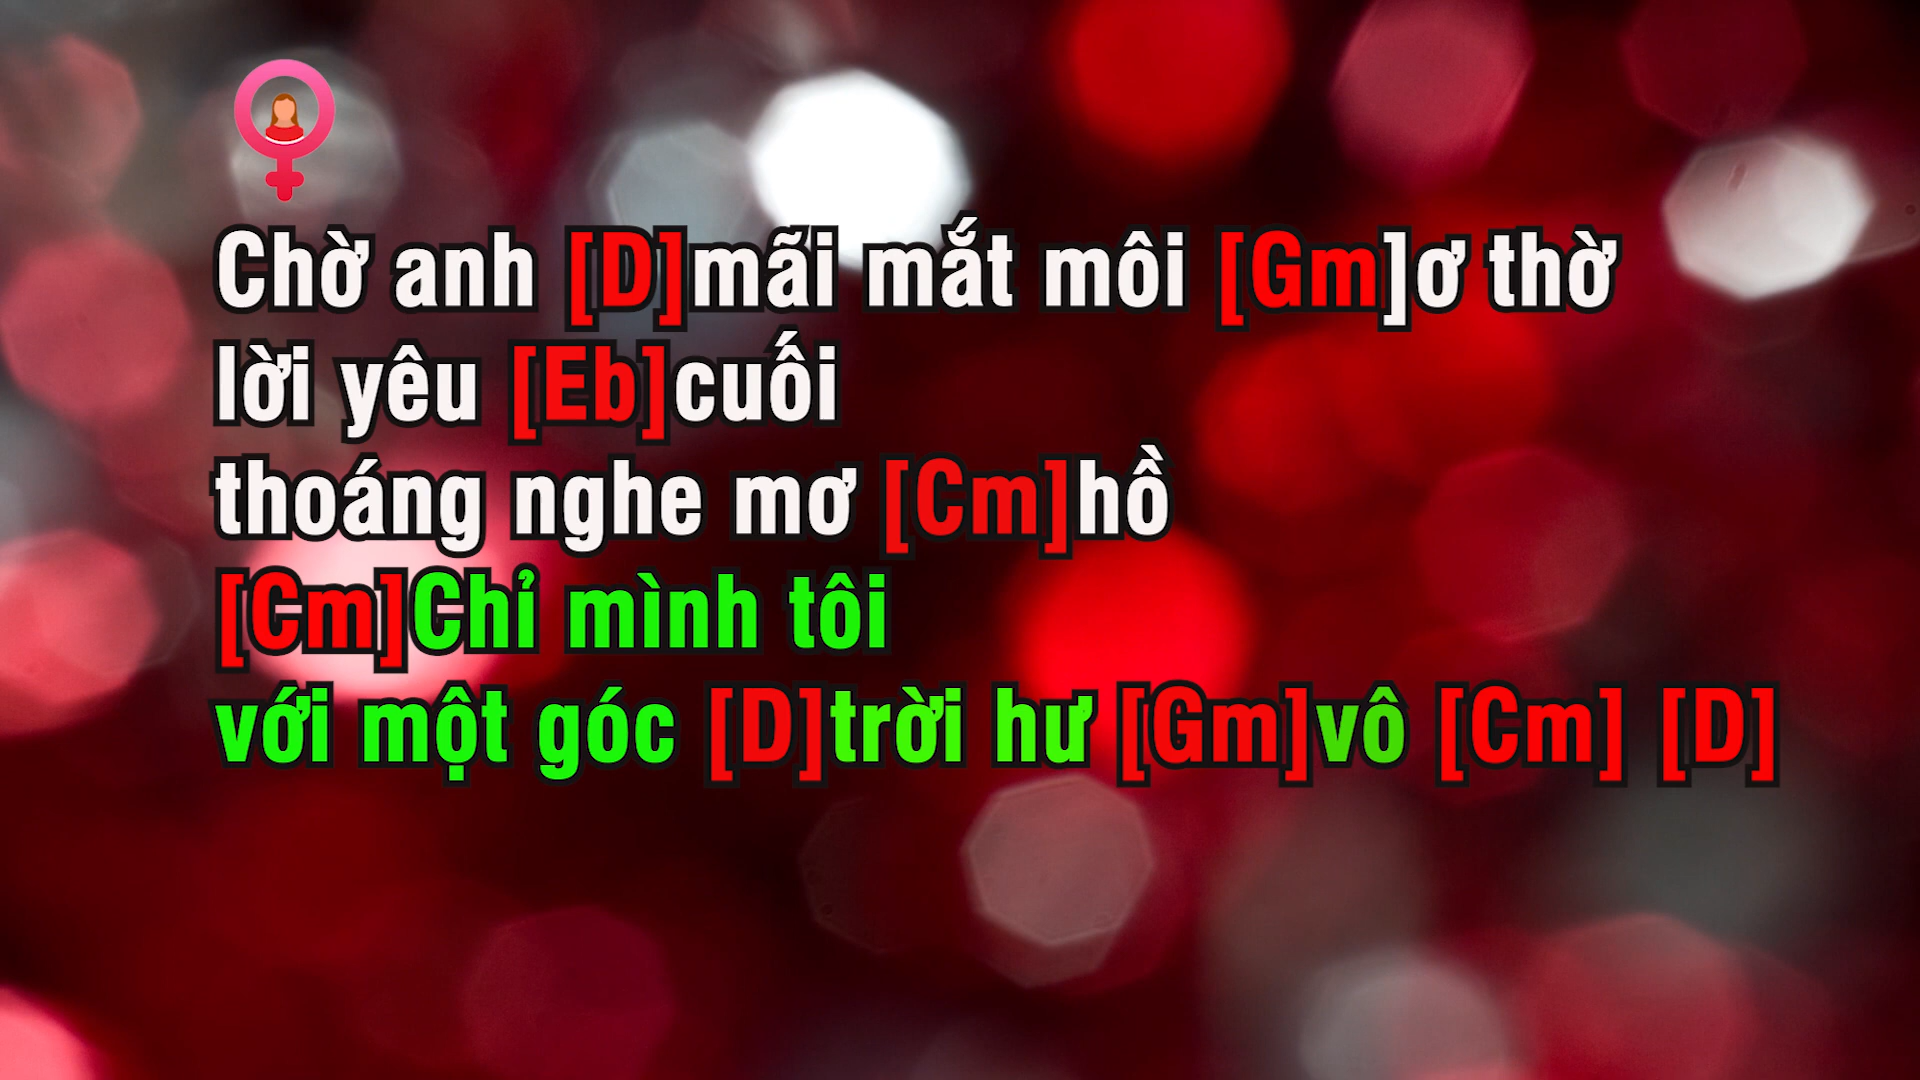 Chờ anh [D]mãi mắt môi [Gm]ơ thờ
lời yêu [Eb]cuối
thoáng nghe mơ [Cm]hồ
[Cm]Chỉ mình tôi
với một góc [D]trời hư [Gm]vô [Cm] [D]